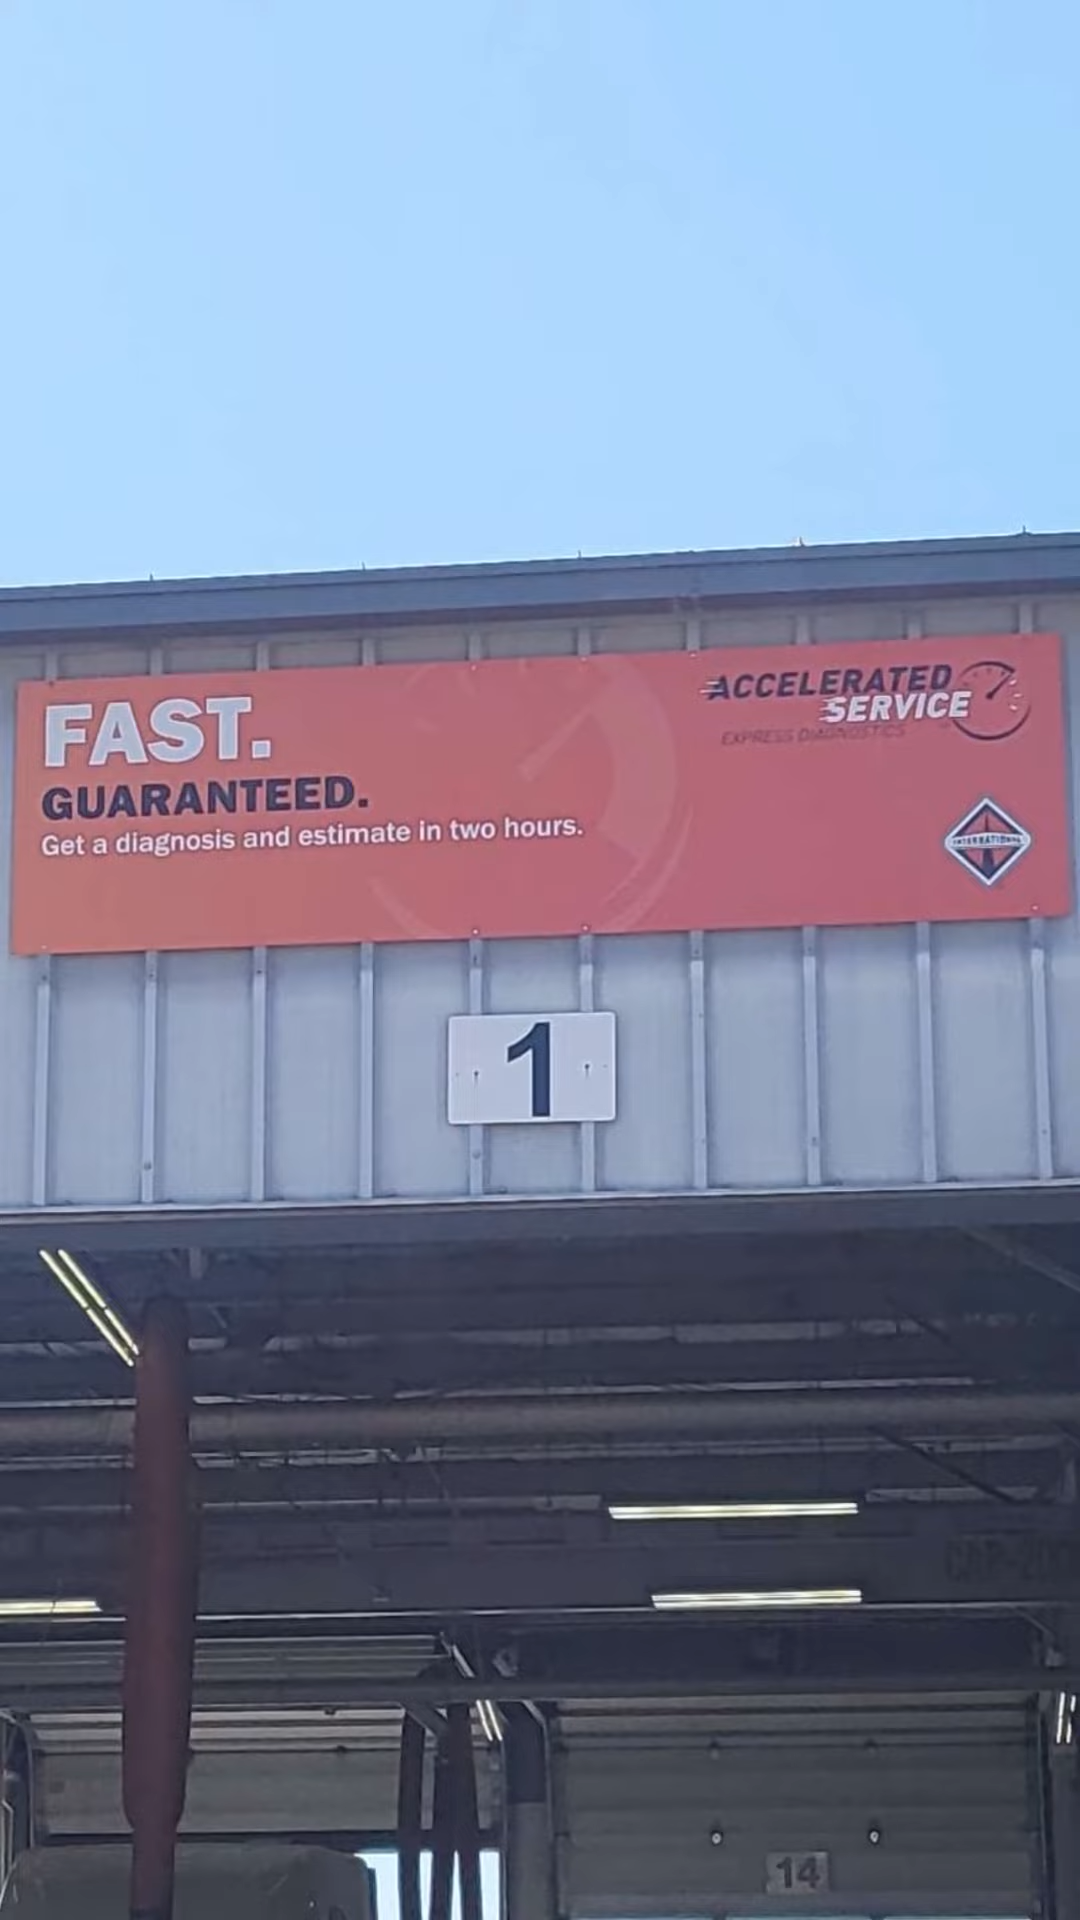 FAST.
GUARANTEED.
Get a diagnosis and estimate in two hours.
ACCELERATED
SERVICE
EXPRESS DIAGNOSTICS
INTERNATIONAL
1
14